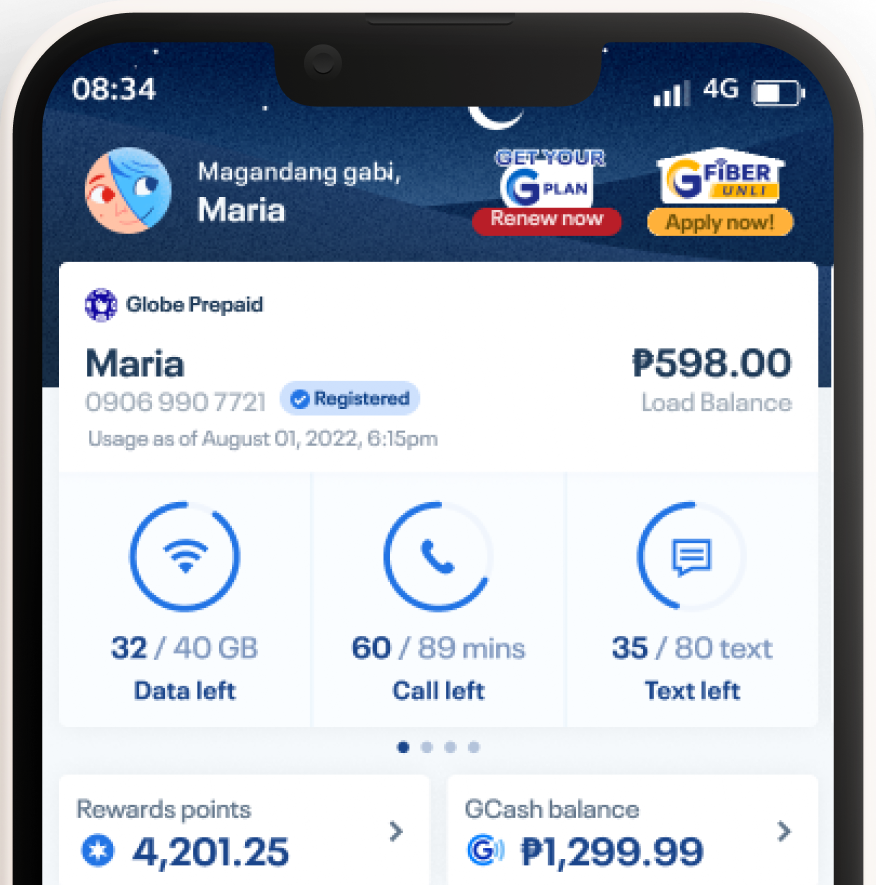 08:34
4G
Magandang gabi,
Maria
GET YOUR
G PLAN
Renew now
G FiBER
UNLI
Apply now!
Globe Prepaid
Maria
₱598.00
0906 990 7721
Registered
Load Balance
Usage as of August 01, 2022, 6:15pm
32 / 40 GB
60 / 89 mins
35 / 80 text
Data left
Call left
Text left
Rewards points
GCash balance
4,201.25
G
₱1,299.99